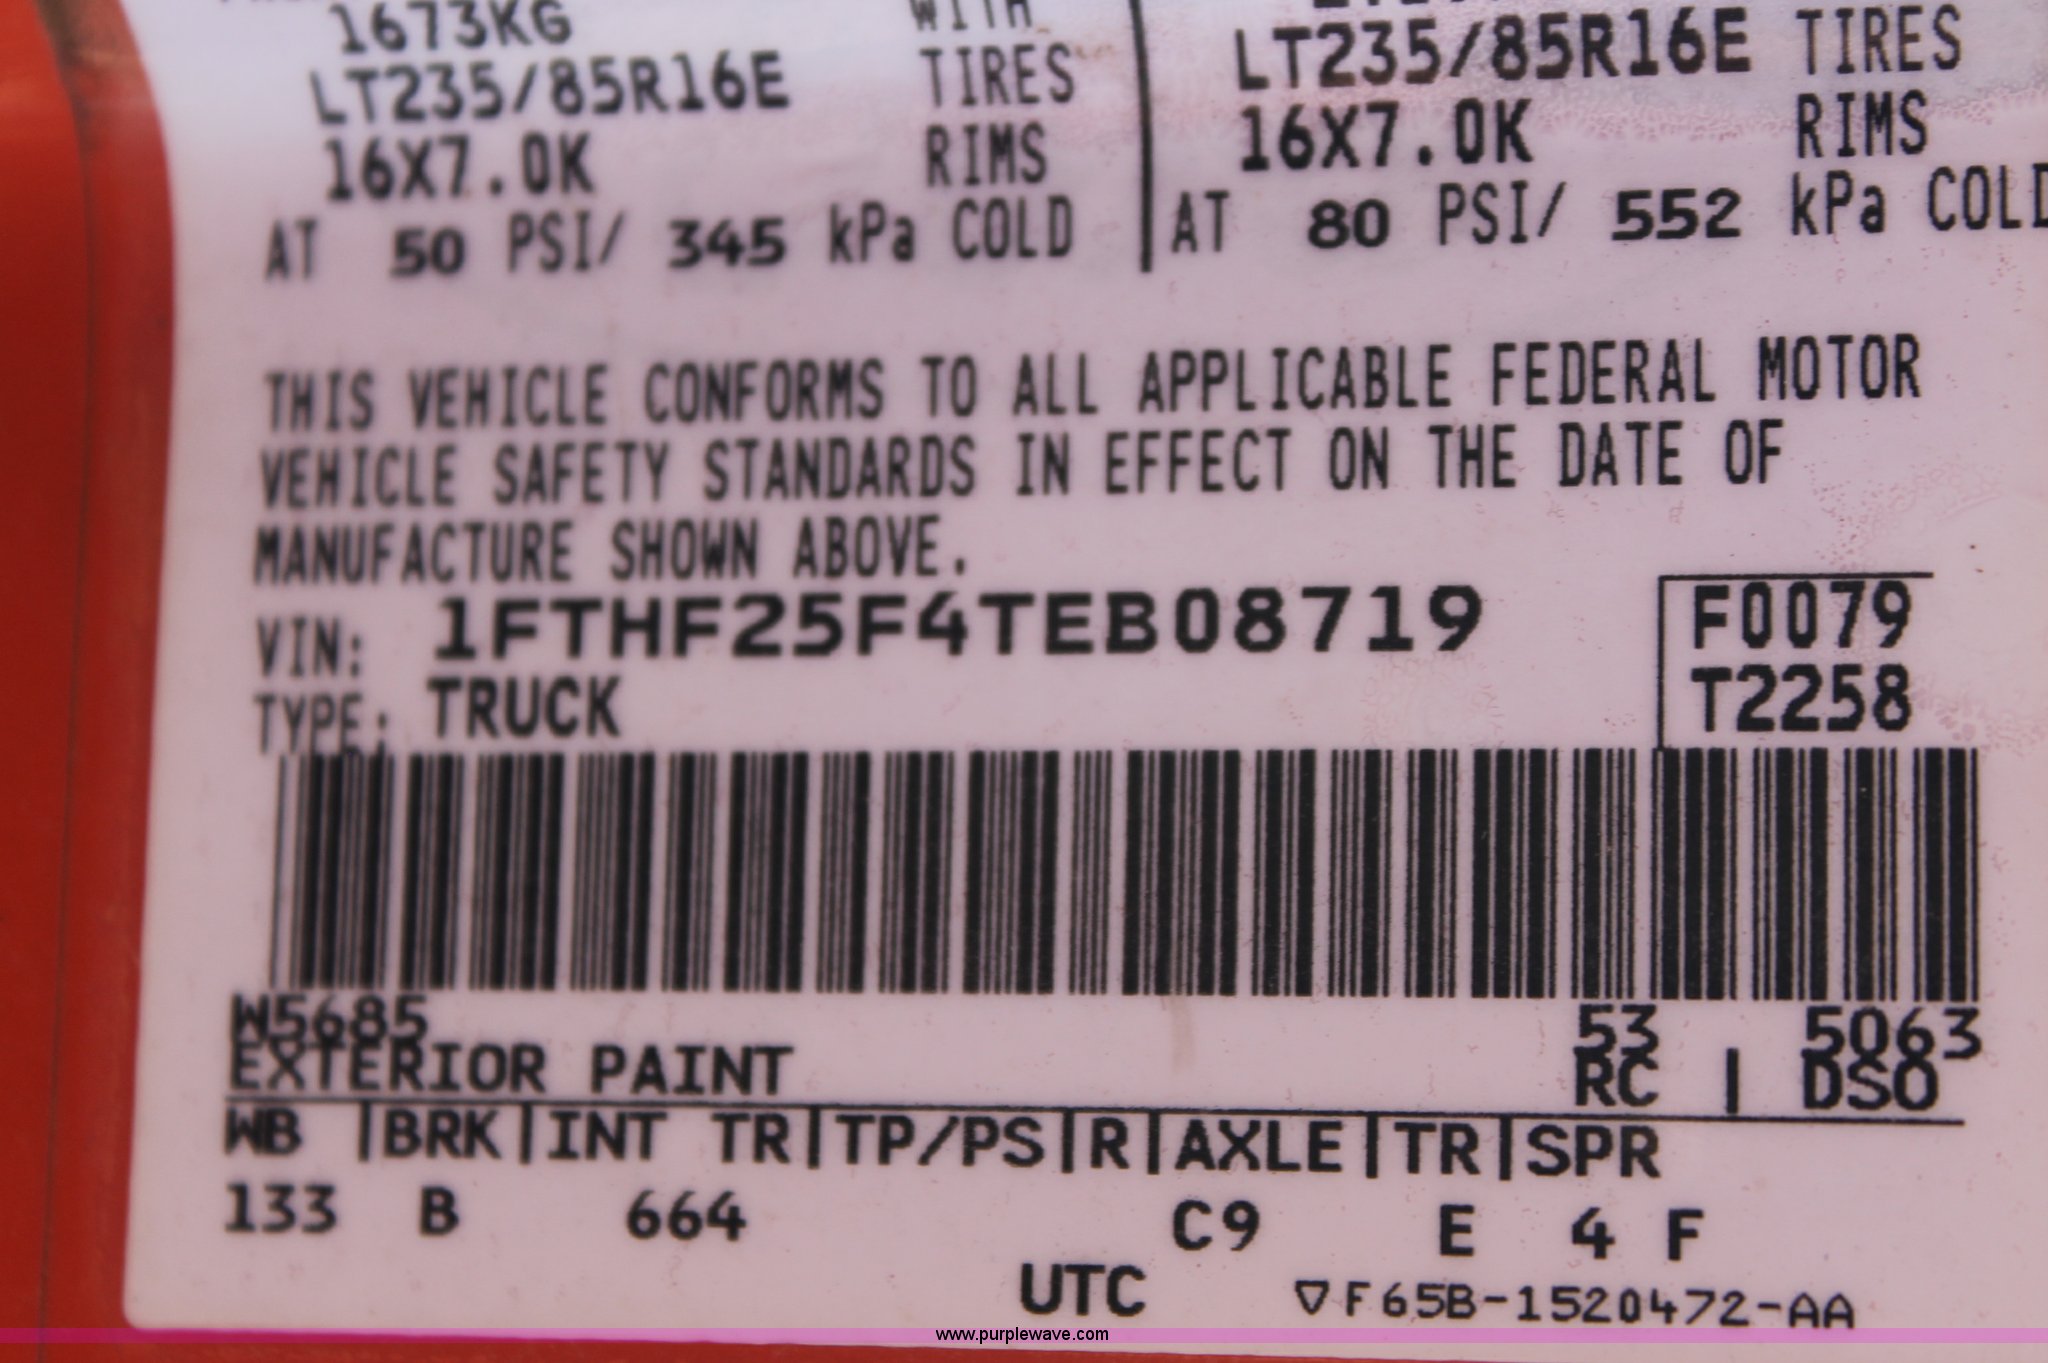 1673KG WITH
LT235/85R16E TIRES LT235/85R16E TIRES
16X7.0K RIMS 16X7.0K RIMS
AT 50 PSI/ 345 kPa COLD AT 80 PSI/ 552 kPa COLD
THIS VEHICLE CONFORMS TO ALL APPLICABLE FEDERAL MOTOR
VEHICLE SAFETY STANDARDS IN EFFECT ON THE DATE OF
MANUFACTURE SHOWN ABOVE.
VIN: 1FTHF25F4TEB08719 F0079
TYPE: TRUCK T2258
W5685 53 5063
EXTERIOR PAINT RC | DSO
WB |BRK|INT TR|TP/PS|R|AXLE|TR|SPR
133 B 664 C9 E 4 F
UTC ▽F65B-1520472-AA
www.purplewave.com